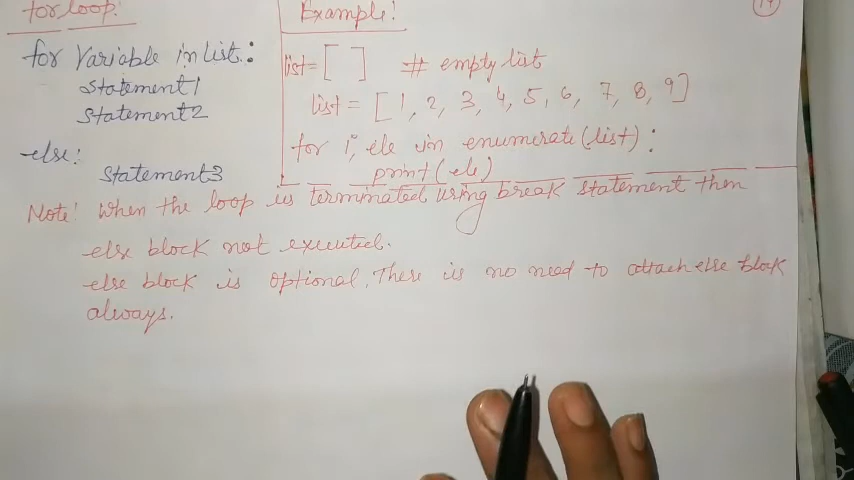 for loop:
for Variable in list:
statement1
statement2
else:
statement3
Example!
list = [ ] # empty list
list = [1, 2, 3, 4, 5, 6, 7, 8, 9]
for i, ele in enumerate(list):
print(ele)
Note! When the loop is terminated using break statement then
else block not executed.
else block is optional. There is no need to attach else block
always.